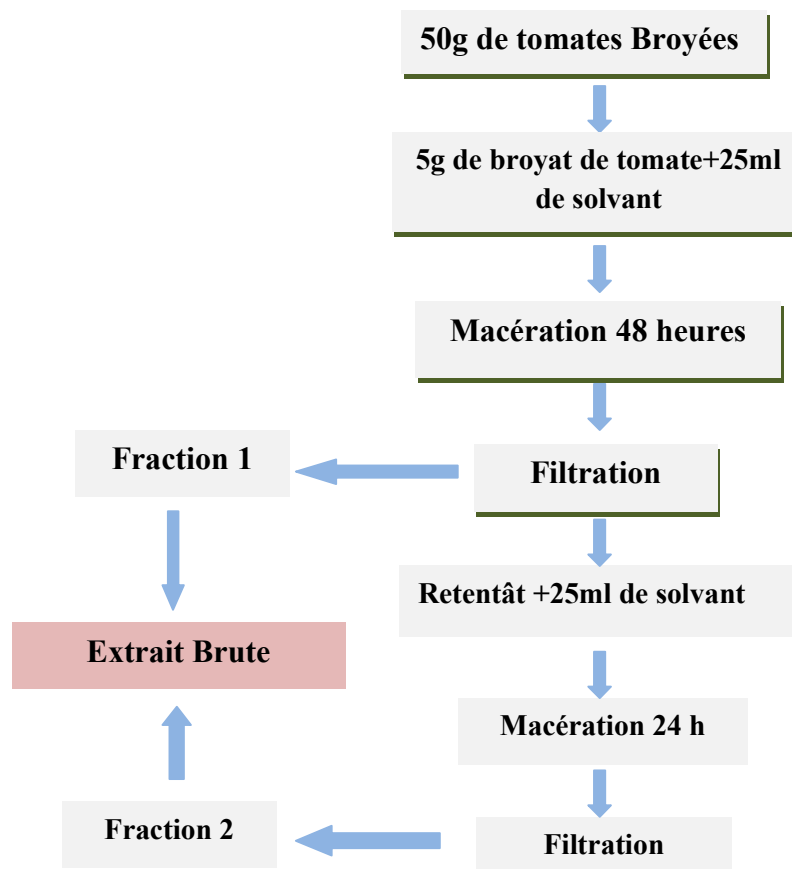 50g de tomates Broyées
5g de broyat de tomate+25ml
de solvant
Macération 48 heures
Fraction 1
Filtration
Retentât +25ml de solvant
Extrait Brute
Macération 24 h
Fraction 2
Filtration